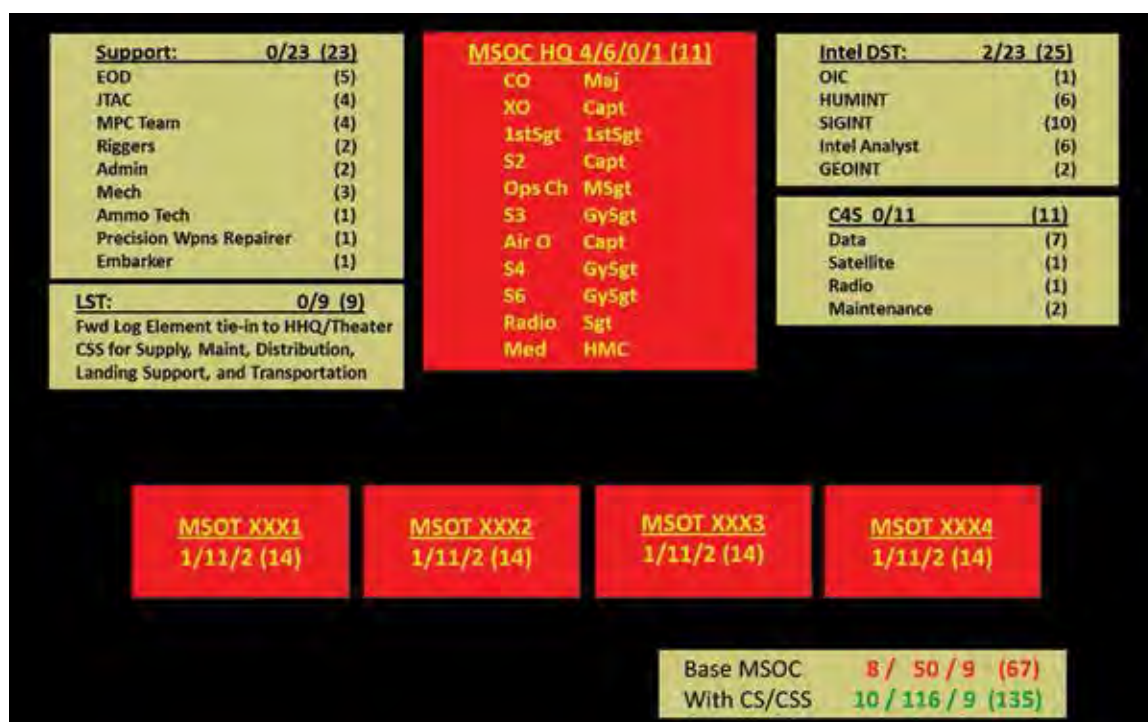 Support: 0/23 (23)
EOD (5)
JTAC (4)
MPC Team (4)
Riggers (2)
Admin (2)
Mech (3)
Ammo Tech (1)
Precision Wpns Repairer (1)
Embarker (1)
LST: 0/9 (9)
Fwd Log Element tie-in to HHQ/Theater
CSS for Supply, Maint, Distribution,
Landing Support, and Transportation
MSOC HQ 4/6/0/1 (11)
CO Maj
XO Capt
1stSgt 1stSgt
S2 Capt
Ops Ch MSgt
S3 GySgt
Air O Capt
S4 GySgt
S6 GySgt
Radio Sgt
Med HMC
Intel DST: 2/23 (25)
OIC (1)
HUMINT (6)
SIGINT (10)
Intel Analyst (6)
GEOINT (2)
C4S 0/11 (11)
Data (7)
Satellite (1)
Radio (1)
Maintenance (2)
MSOT XXX1
1/11/2 (14)
MSOT XXX2
1/11/2 (14)
MSOT XXX3
1/11/2 (14)
MSOT XXX4
1/11/2 (14)
Base MSOC 8 / 50 / 9 (67)
With CS/CSS 10 / 116 / 9 (135)